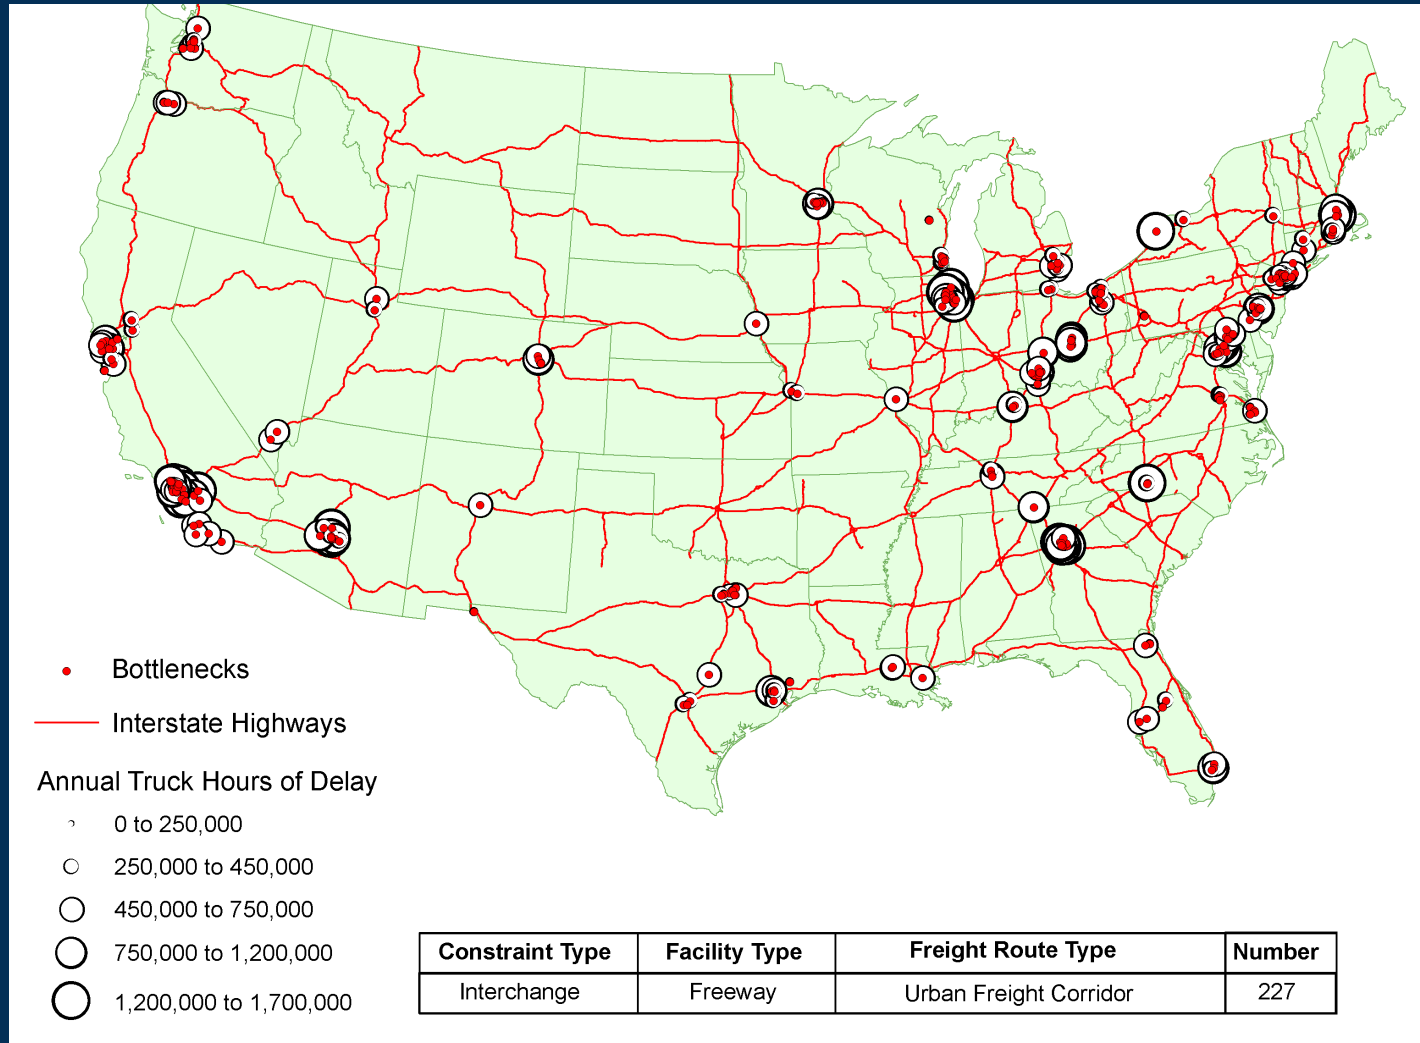 Bottlenecks
Interstate Highways
Annual Truck Hours of Delay
0 to 250,000
250,000 to 450,000
450,000 to 750,000
750,000 to 1,200,000
1,200,000 to 1,700,000
Constraint Type Facility Type Freight Route Type Number
Interchange Freeway Urban Freight Corridor 227